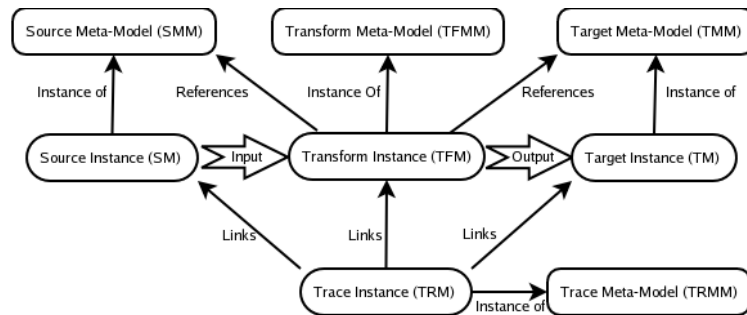 Source Meta-Model (SMM)
Transform Meta-Model (TFMM)
Target Meta-Model (TMM)
Instance of
References
Instance Of
References
Instance of
Source Instance (SM)
Input
Transform Instance (TFM)
Output
Target Instance (TM)
Links
Links
Links
Trace Instance (TRM)
Instance of
Trace Meta-Model (TRMM)